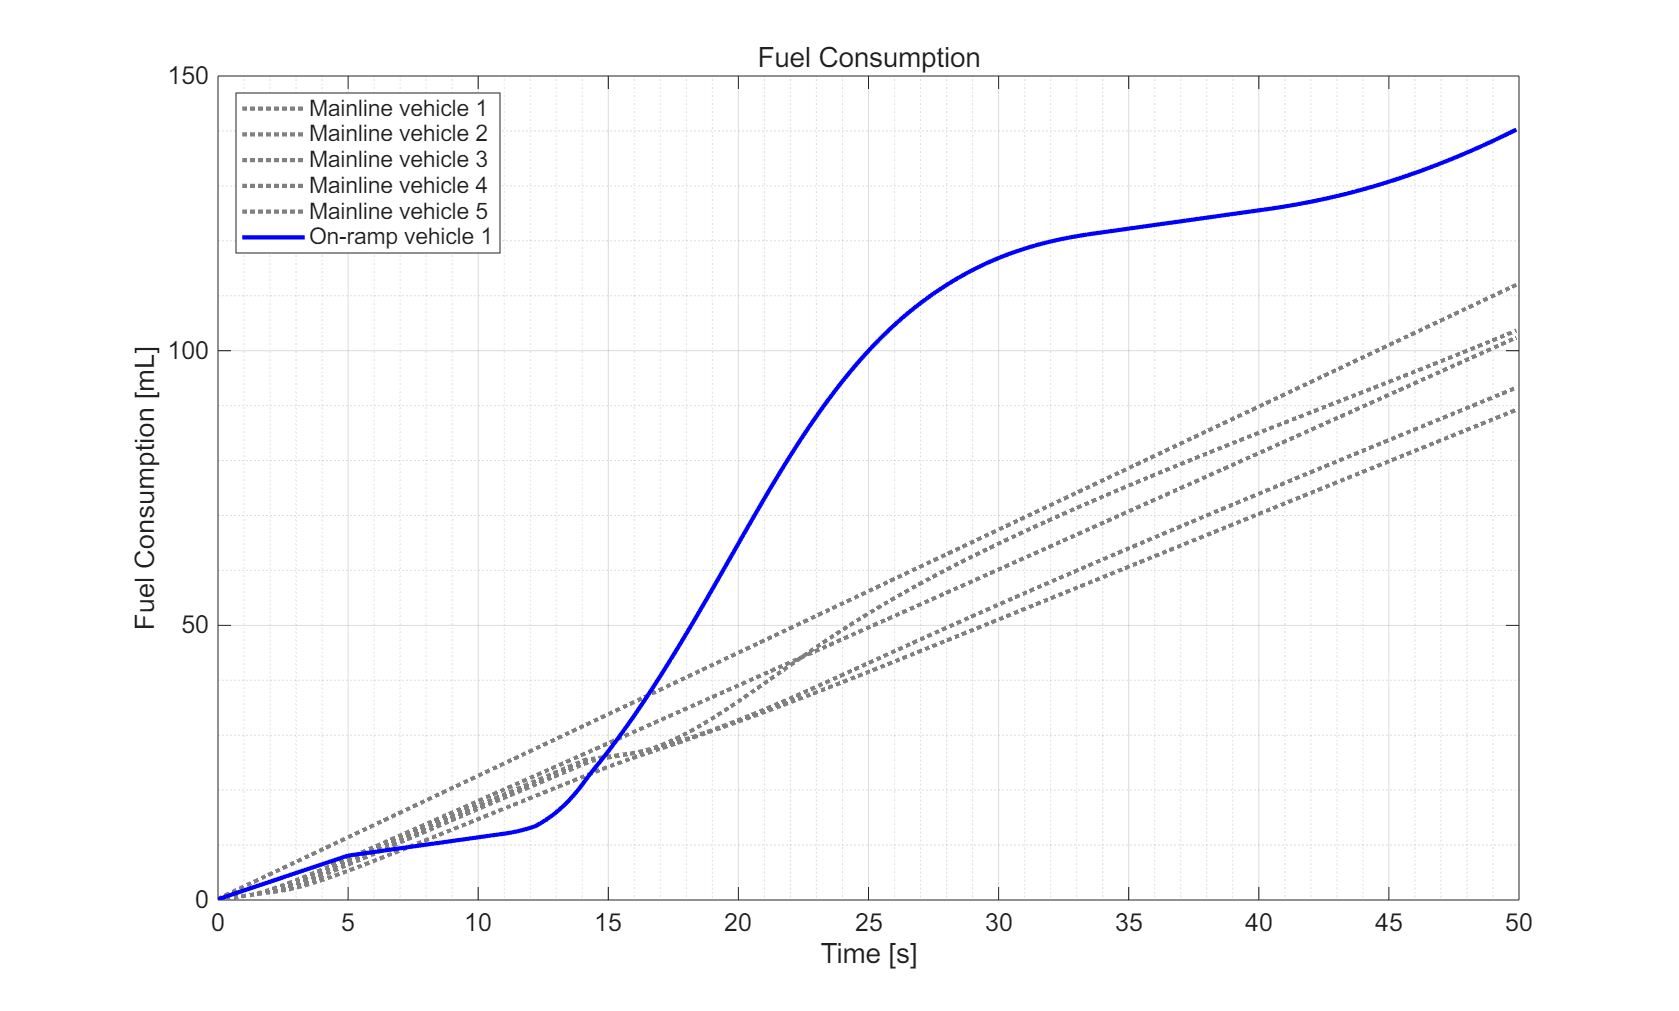 Fuel Consumption
150
100
50
0
Fuel Consumption [mL]
Mainline vehicle 1
Mainline vehicle 2
Mainline vehicle 3
Mainline vehicle 4
Mainline vehicle 5
On-ramp vehicle 1
0 5 10 15 20 25 30 35 40 45 50
Time [s]